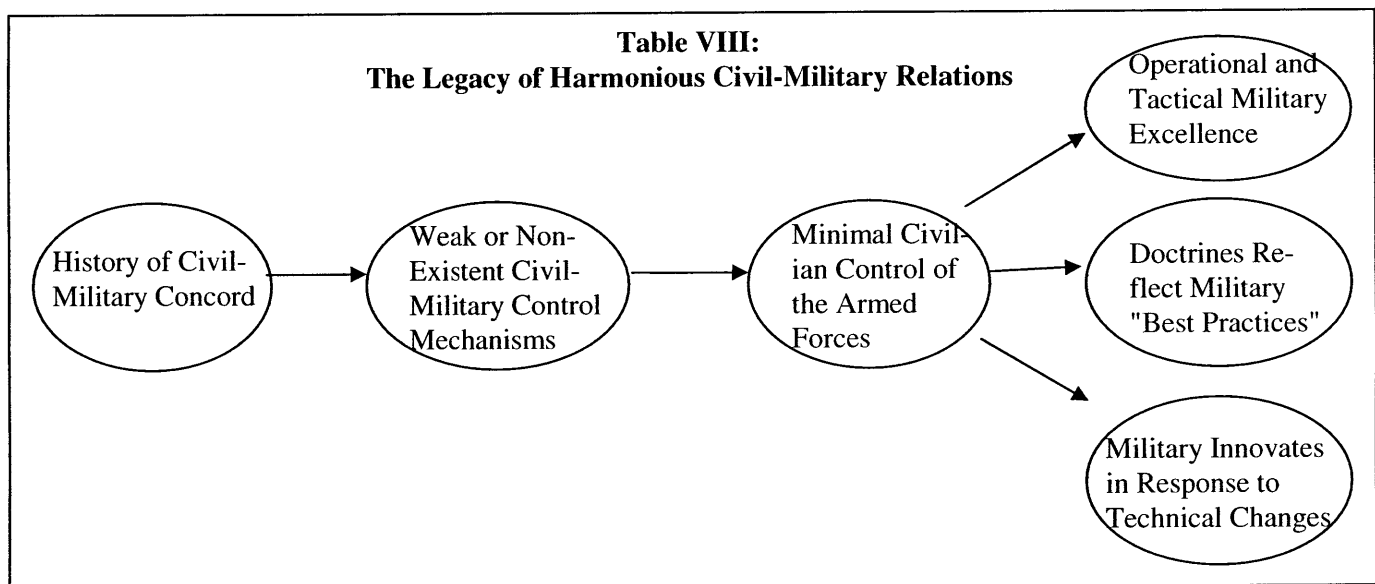 Table VIII:
The Legacy of Harmonious Civil-Military Relations
History of Civil-
Military Concord
Weak or Non-
Existent Civil-
Military Control
Mechanisms
Minimal Civil-
ian Control of
the Armed
Forces
Operational and
Tactical Military
Excellence
Doctrines Re-
flect Military
"Best Practices"
Military Innovates
in Response to
Technical Changes